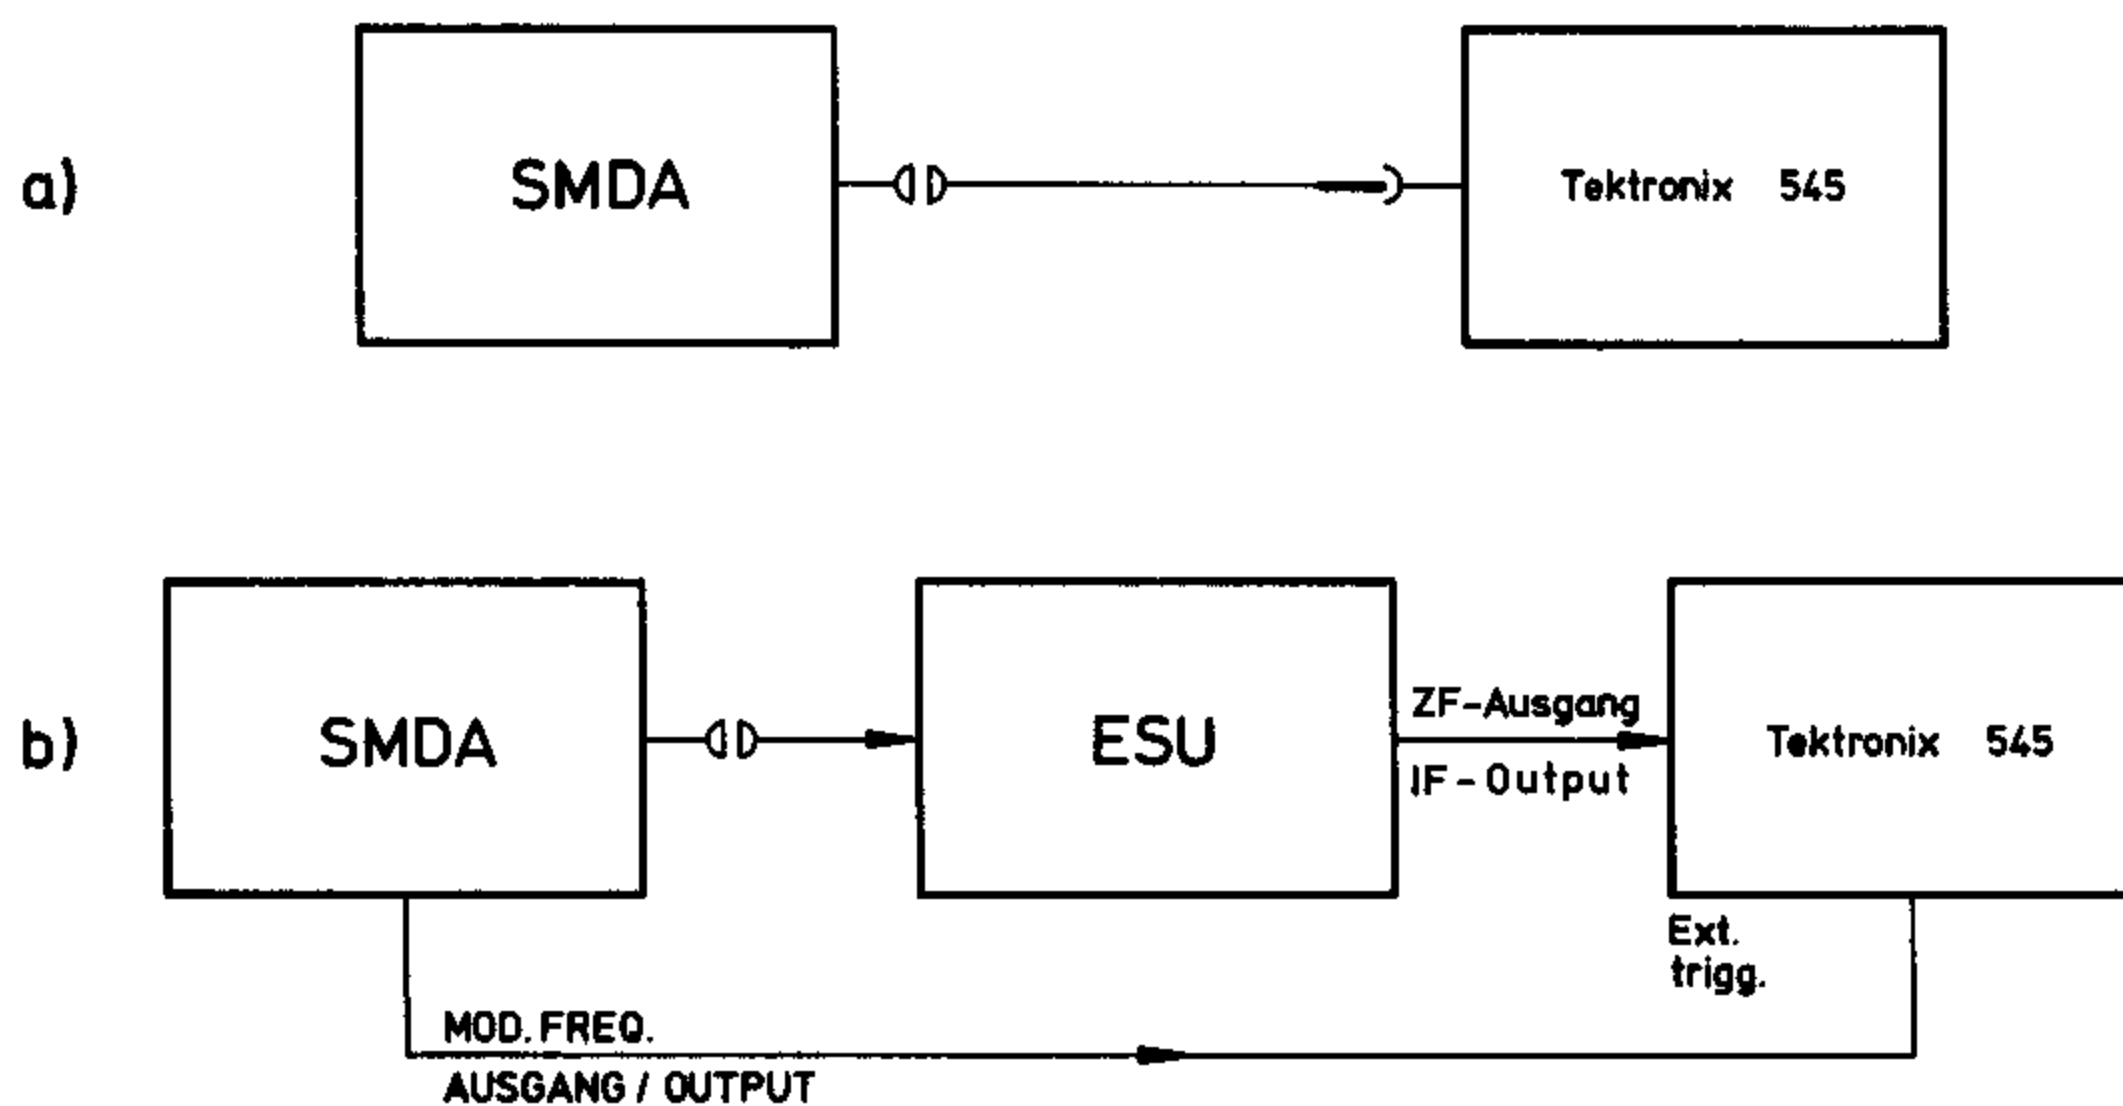 a)
SMDA
Tektronix 545
b)
SMDA
ESU
ZF-Ausgang
IF-Output
Tektronix 545
Ext.
trigg.
MOD. FREQ.
AUSGANG / OUTPUT